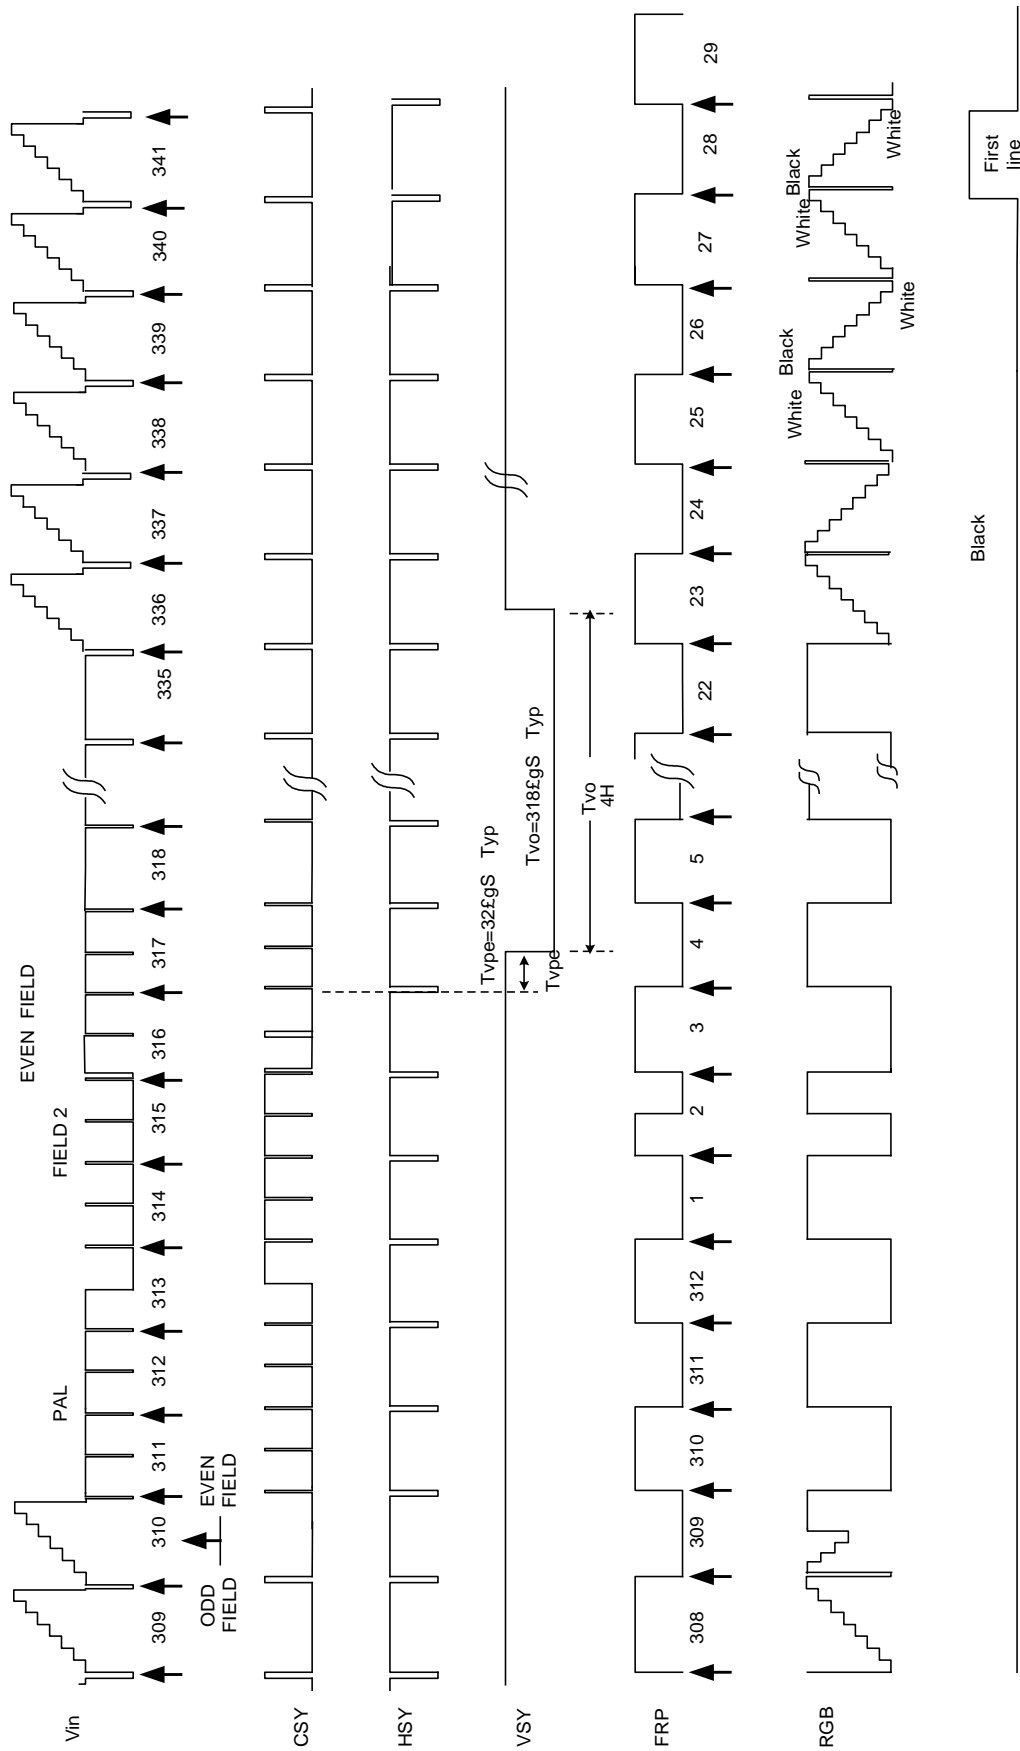 EVEN FIELD
FIELD 2
PAL
Vin
309
310
311
312
313
314
315
316
317
318
335
336
337
338
339
340
341
ODD
FIELD
EVEN
FIELD
CSY
HSY
VSY
Tvpe=32£gS Typ
Tvo=318£gS Typ
Tvpe
Tvo
4H
FRP
308
309
310
311
312
1
2
3
4
5
22
23
24
25
26
27
28
29
RGB
White
Black
White
White
Black
White
Black
First
line